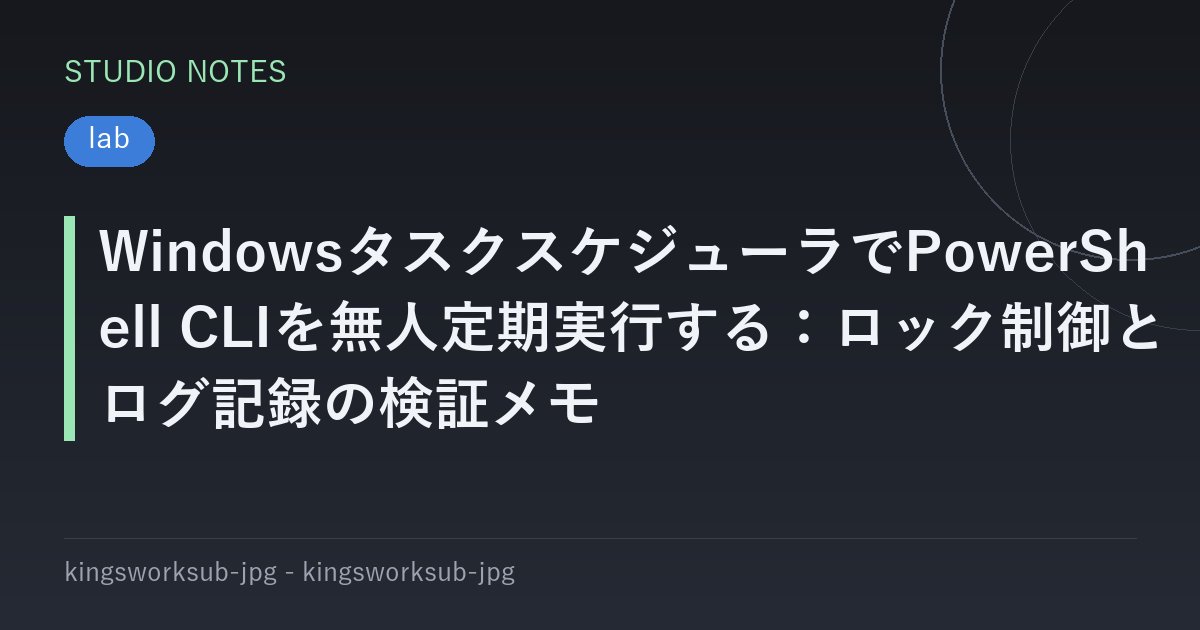 STUDIO NOTES
lab
WindowsタスクスケジューラでPowerSh
ell CLIを無人定期実行する：ロック制御と
ログ記録の検証メモ
kingsworksub-jpg - kingsworksub-jpg